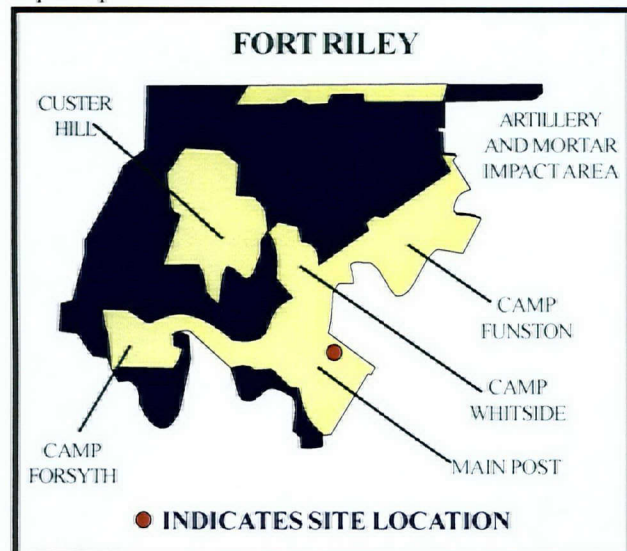 FORT RILEY
CUSTER
HILL
ARTILLERY
AND MORTAR
IMPACT AREA
CAMP
FUNSTON
CAMP
WHITSIDE
CAMP
FORSYTH
MAIN POST
INDICATES SITE LOCATION